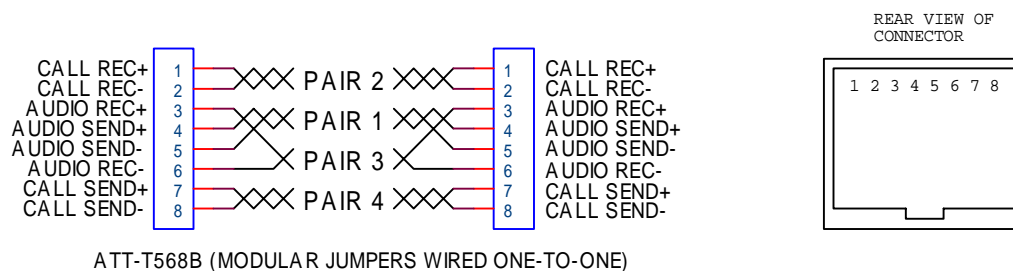 REAR VIEW OF
CONNECTOR
CALL REC+ 1 PAIR 2 1 CALL REC+
CALL REC- 2 2 CALL REC-
AUDIO REC+ 3 PAIR 1 3 AUDIO REC+
AUDIO SEND+ 4 4 AUDIO SEND+
AUDIO SEND- 5 PAIR 3 5 AUDIO SEND-
AUDIO REC- 6 6 AUDIO REC-
CALL SEND+ 7 PAIR 4 7 CALL SEND+
CALL SEND- 8 8 CALL SEND-
1 2 3 4 5 6 7 8
ATT-T568B (MODULAR JUMPERS WIRED ONE-TO-ONE)